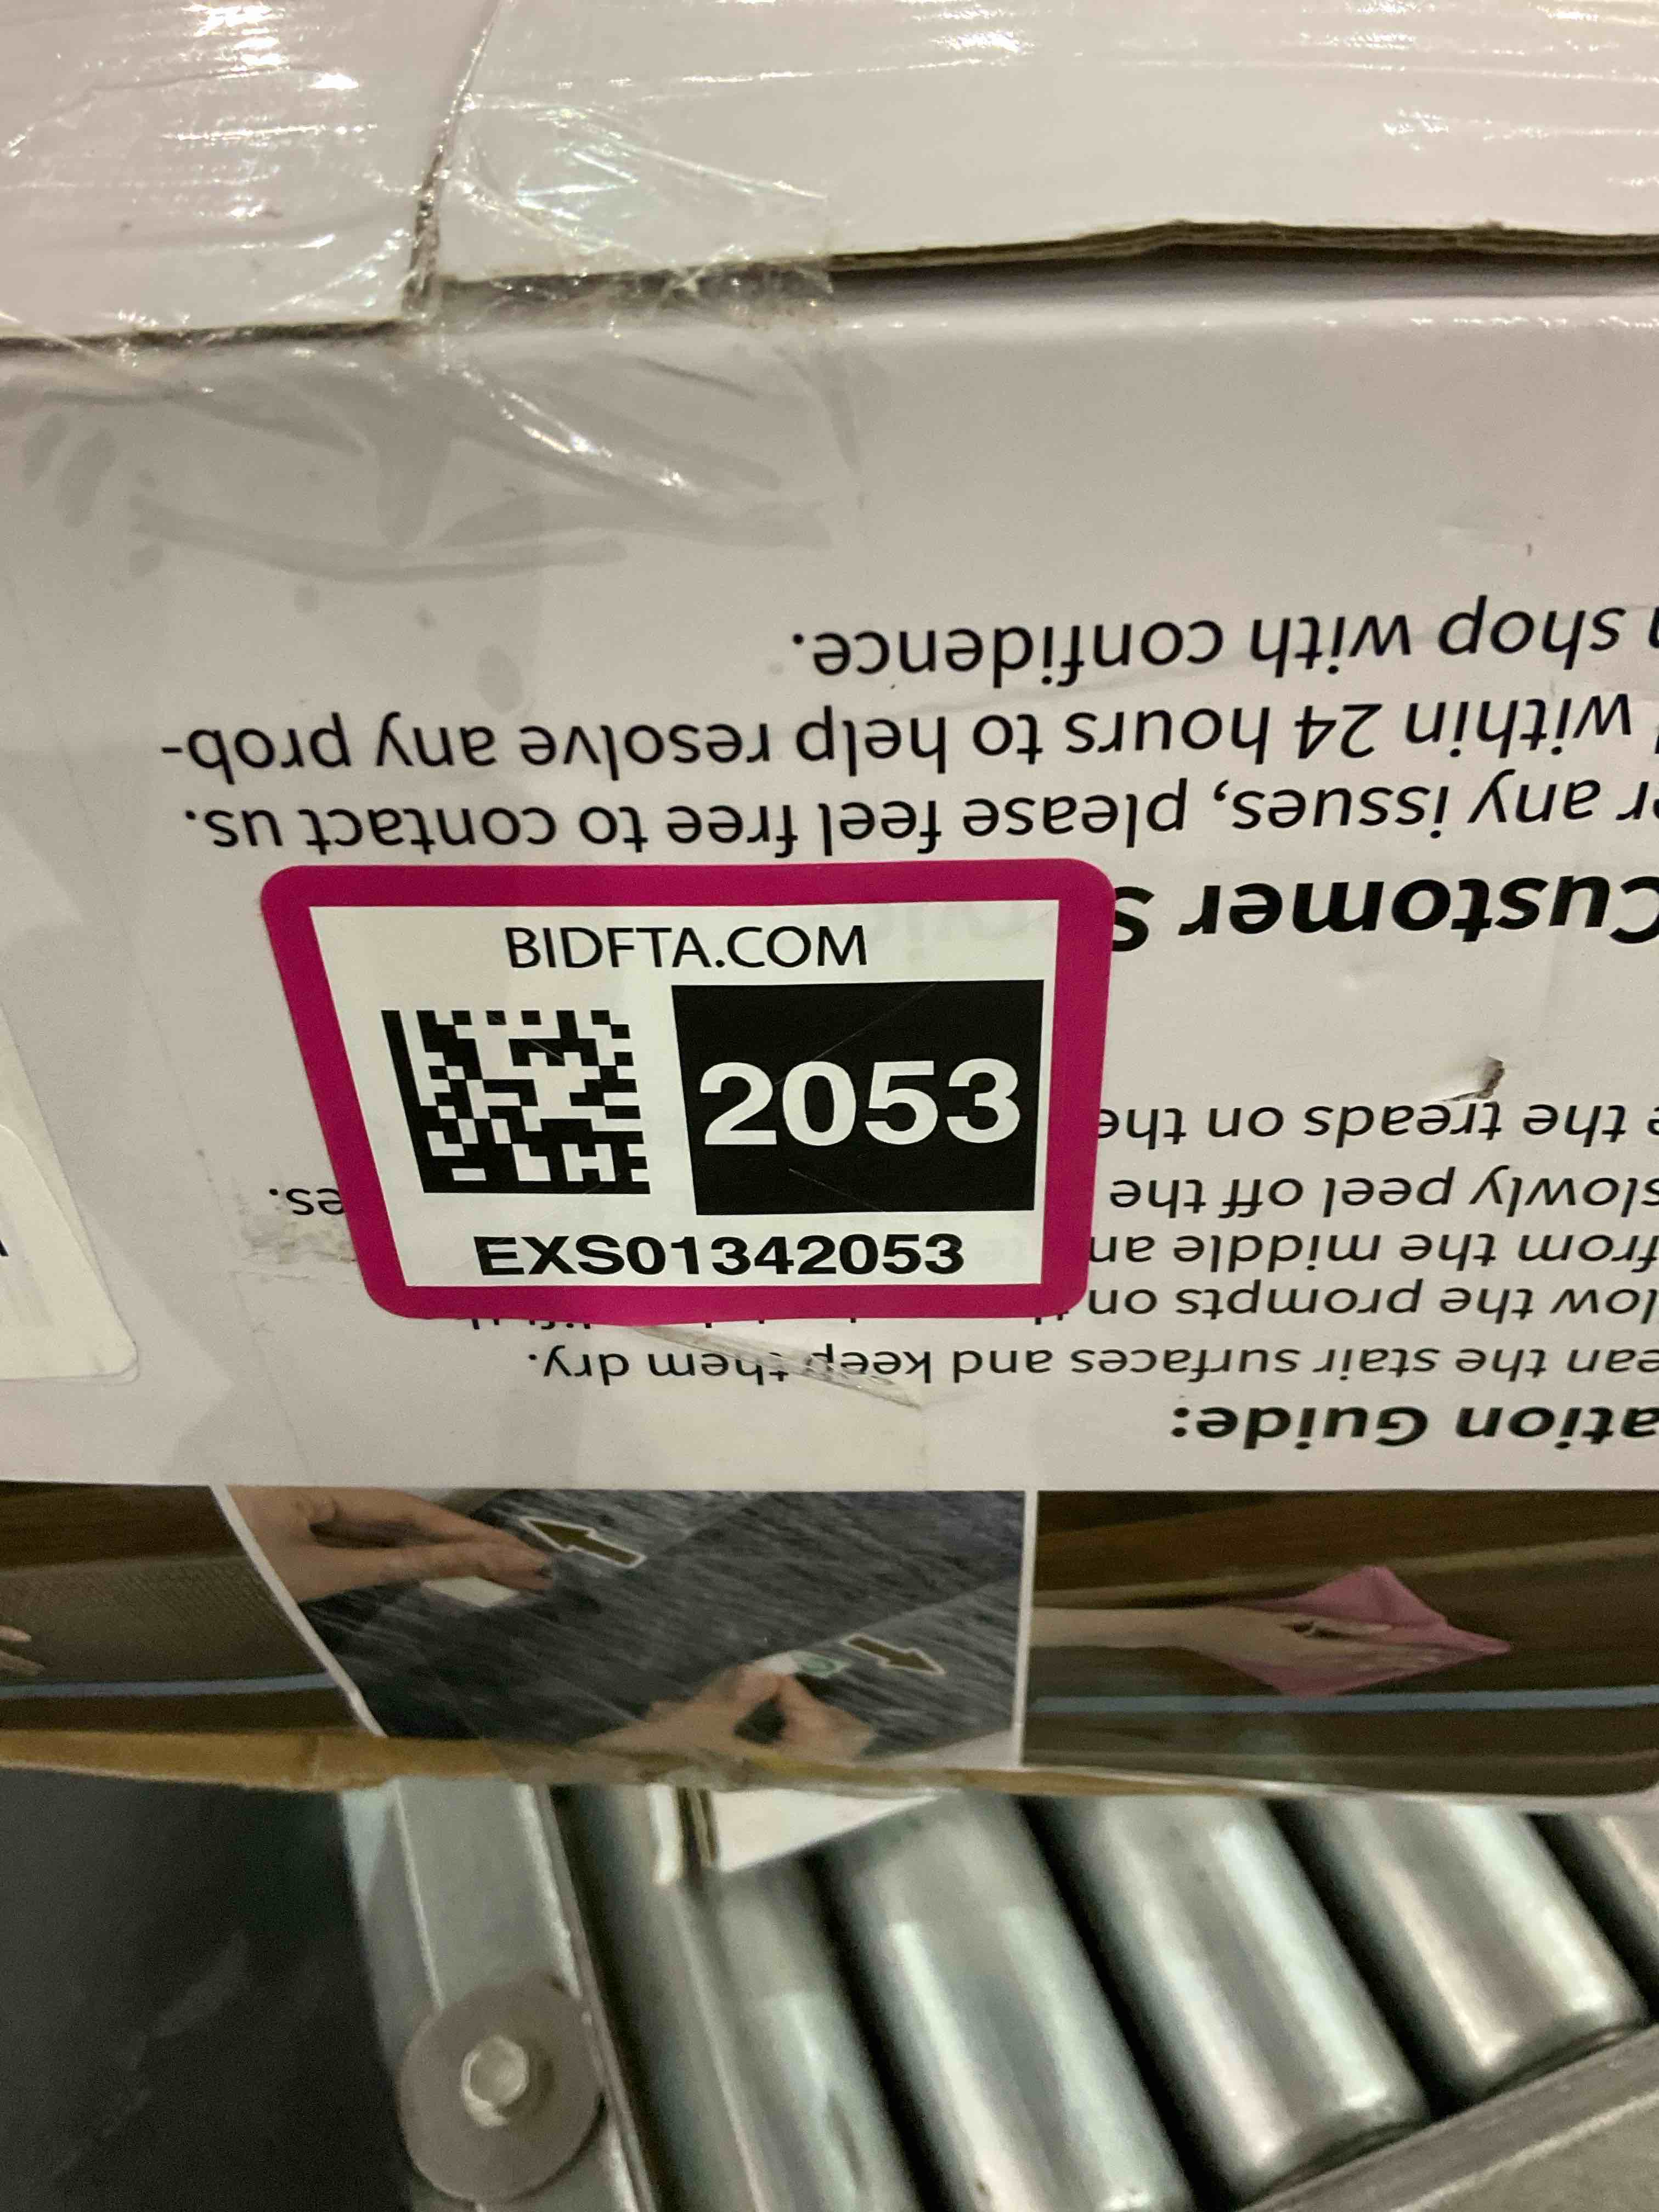 BIDFTA.COM
2053
EXS01342053
ation Guide:
ean the stair surfaces and keep them dry.
low the prompts on
from the middle an
slowly peel off the
es.
e the treads on the
Customer S
er any issues, please feel free to contact us.
within 24 hours to help resolve any prob-
shop with confidence.